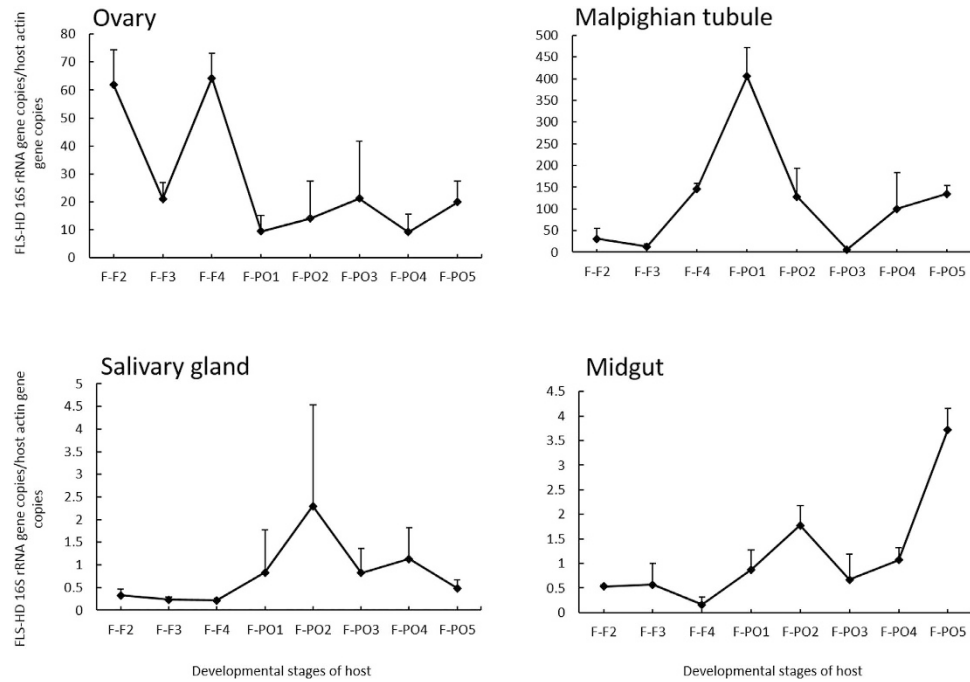 Ovary
FLS-HD 16S rRNA gene copies/host actin
gene copies
80
70
60
50
40
30
20
10
0
F-F2 F-F3 F-F4 F-PO1 F-PO2 F-PO3 F-PO4 F-PO5
Malpighian tubule
500
450
400
350
300
250
200
150
100
50
0
F-F2 F-F3 F-F4 F-PO1 F-PO2 F-PO3 F-PO4 F-PO5
Salivary gland
FLS-HD 16S rRNA gene copies/host actin gene
copies
5
4.5
4
3.5
3
2.5
2
1.5
1
0.5
0
F-F2 F-F3 F-F4 F-PO1 F-PO2 F-PO3 F-PO4 F-PO5
Developmental stages of host
Midgut
4.5
4
3.5
3
2.5
2
1.5
1
0.5
0
F-F2 F-F3 F-F4 F-PO1 F-PO2 F-PO3 F-PO4 F-PO5
Developmental stages of host